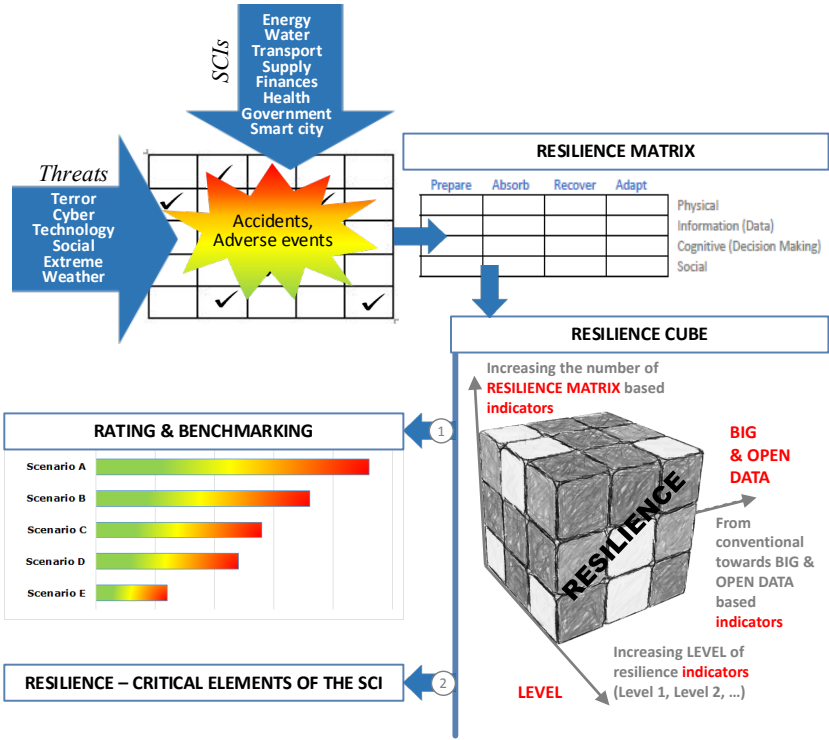 SCIs
Energy
Water
Transport
Supply
Finances
Health
Government
Smart city
Threats
Terror
Cyber
Technology
Social
Extreme
Weather
Accidents,
Adverse events
RESILIENCE MATRIX
Prepare Absorb Recover Adapt
Physical
Information (Data)
Cognitive (Decision Making)
Social
RESILIENCE CUBE
Increasing the number of
RESILIENCE MATRIX based
indicators
BIG
& OPEN
DATA
From
conventional
towards BIG &
OPEN DATA
based
indicators
RESILIENCE
Increasing LEVEL of
resilience indicators
(Level 1, Level 2, ...)
LEVEL
1
RATING & BENCHMARKING
Scenario A
Scenario B
Scenario C
Scenario D
Scenario E
2
RESILIENCE – CRITICAL ELEMENTS OF THE SCI